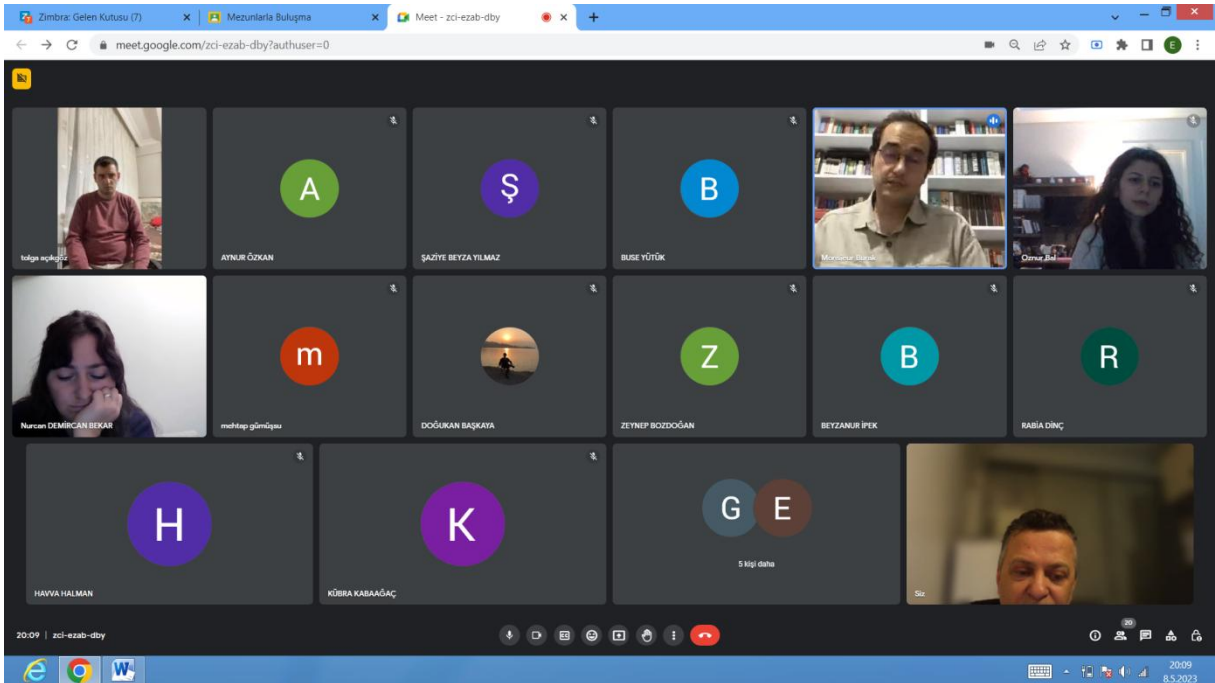 Zimbra: Gelen Kutusu (7)
Mezunlarla Buluşma
Meet - zci-ezab-dby
meet.google.com/zci-ezab-dby?authuser=0
E
tolga açıkgöz
A
AYNUR ÖZKAN
Ş
ŞAZİYE BEYZA YILMAZ
B
BUSE YÜTÜK
Öznur Bal
Nurcan DEMİRCAN BEKAR
m
mehtap gümüşsu
DOĞUKAN BAŞKAYA
Z
ZEYNEP BOZDOĞAN
B
BEYZANUR İPEK
R
RABİA DİNÇ
H
HAVVA HALMAN
K
KÜBRA KABAAĞAÇ
G E
5 kişi daha
Siz
20:09 | zci-ezab-dby
20
W
20:09
8.5.2023